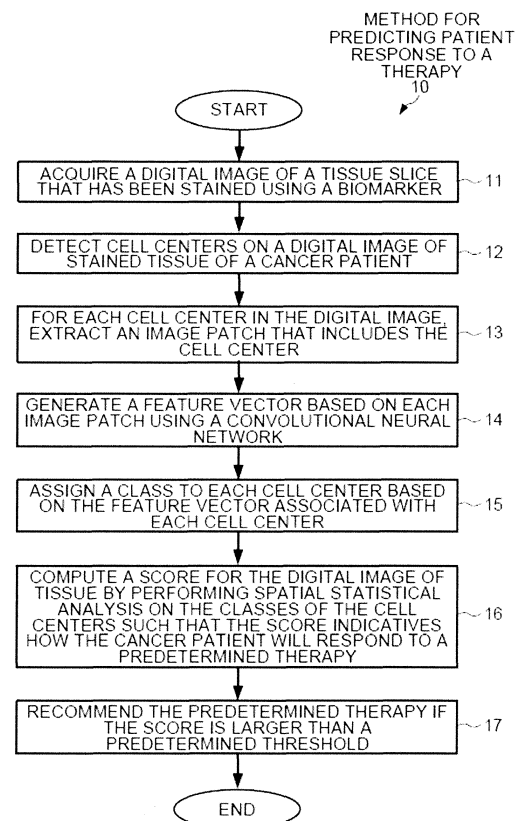 METHOD FOR
PREDICTING PATIENT
RESPONSE TO A
THERAPY
10
START
ACQUIRE A DIGITAL IMAGE OF A TISSUE SLICE
THAT HAS BEEN STAINED USING A BIOMARKER
11
DETECT CELL CENTERS ON A DIGITAL IMAGE OF
STAINED TISSUE OF A CANCER PATIENT
12
FOR EACH CELL CENTER IN THE DIGITAL IMAGE,
EXTRACT AN IMAGE PATCH THAT INCLUDES THE
CELL CENTER
13
GENERATE A FEATURE VECTOR BASED ON EACH
IMAGE PATCH USING A CONVOLUTIONAL NEURAL
NETWORK
14
ASSIGN A CLASS TO EACH CELL CENTER BASED
ON THE FEATURE VECTOR ASSOCIATED WITH
EACH CELL CENTER
15
COMPUTE A SCORE FOR THE DIGITAL IMAGE OF
TISSUE BY PERFORMING SPATIAL STATISTICAL
ANALYSIS ON THE CLASSES OF THE CELL
CENTERS SUCH THAT THE SCORE INDICATIVES
HOW THE CANCER PATIENT WILL RESPOND TO A
PREDETERMINED THERAPY
16
RECOMMEND THE PREDETERMINED THERAPY IF
THE SCORE IS LARGER THAN A
PREDETERMINED THRESHOLD
17
END